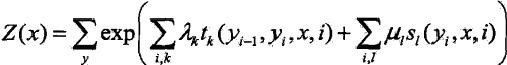 Z(x) = ∑_y exp( ∑_{i,k} λ_k t_k(y_{i-1}, y_i, x, i) + ∑_{i,l} μ_l s_l(y_i, x, i) )